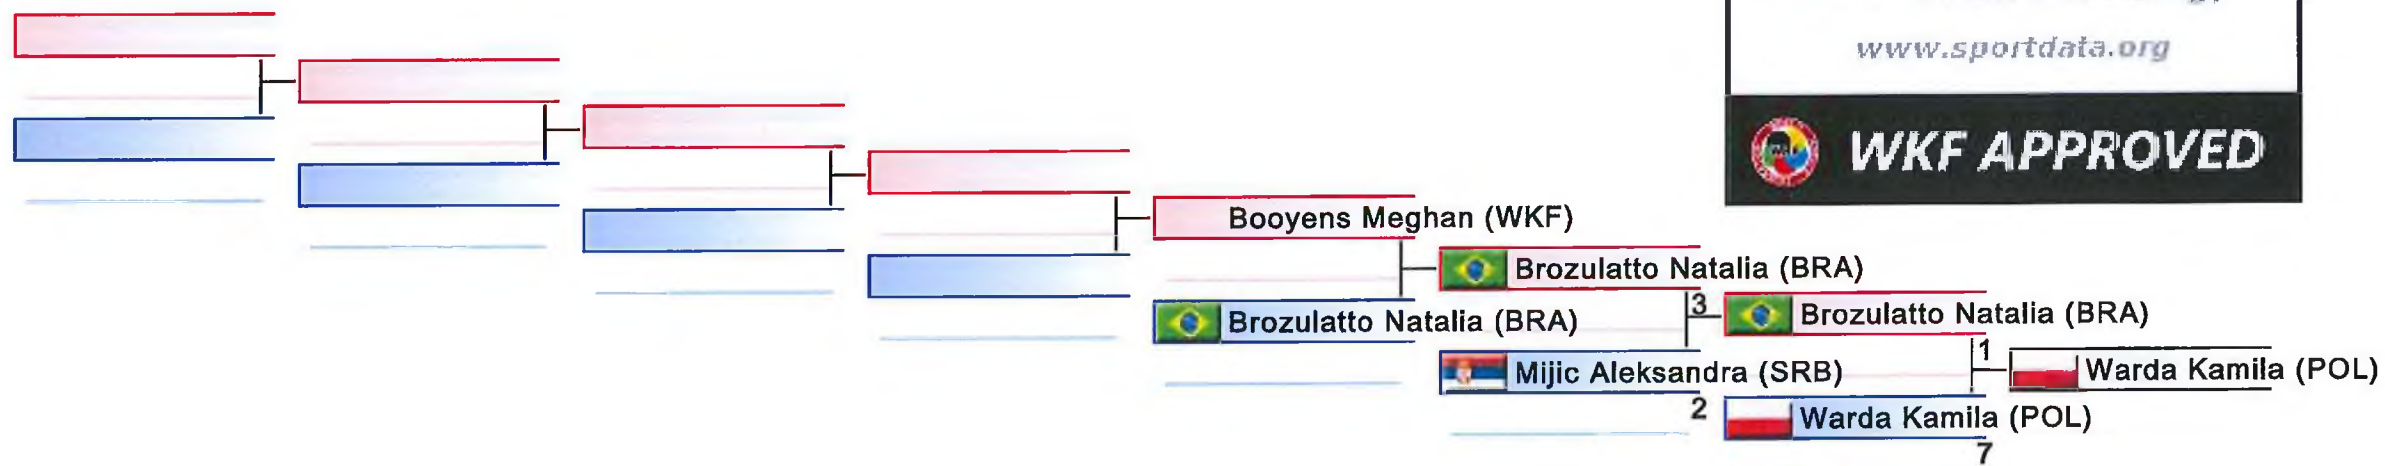 www.sportdata.org
WKF APPROVED
Booyens Meghan (WKF)
Brozulatto Natalia (BRA)
Brozulatto Natalia (BRA)
3
Brozulatto Natalia (BRA)
Mijic Aleksandra (SRB)
2
1
Warda Kamila (POL)
Warda Kamila (POL)
7